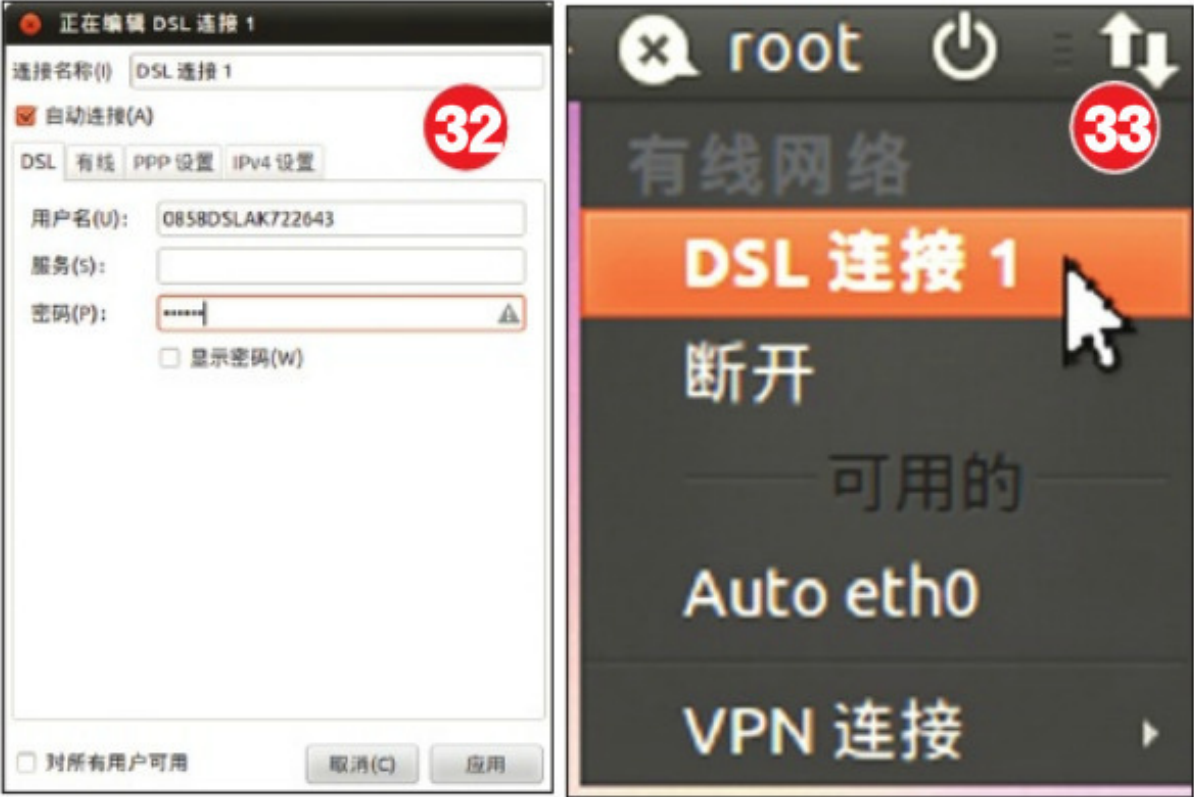 正在编辑 DSL 连接 1
连接名称(I) DSL 连接 1
自动连接(A)
32
DSL 有线 PPP 设置 IPv4 设置
用户名(U): 0858DSLAK722643
服务(S):
密码(P): ••••••
显示密码(W)
对所有用户可用 取消(C) 应用
root
33
有线网络
DSL 连接 1
断开
可用的
Auto eth0
VPN 连接